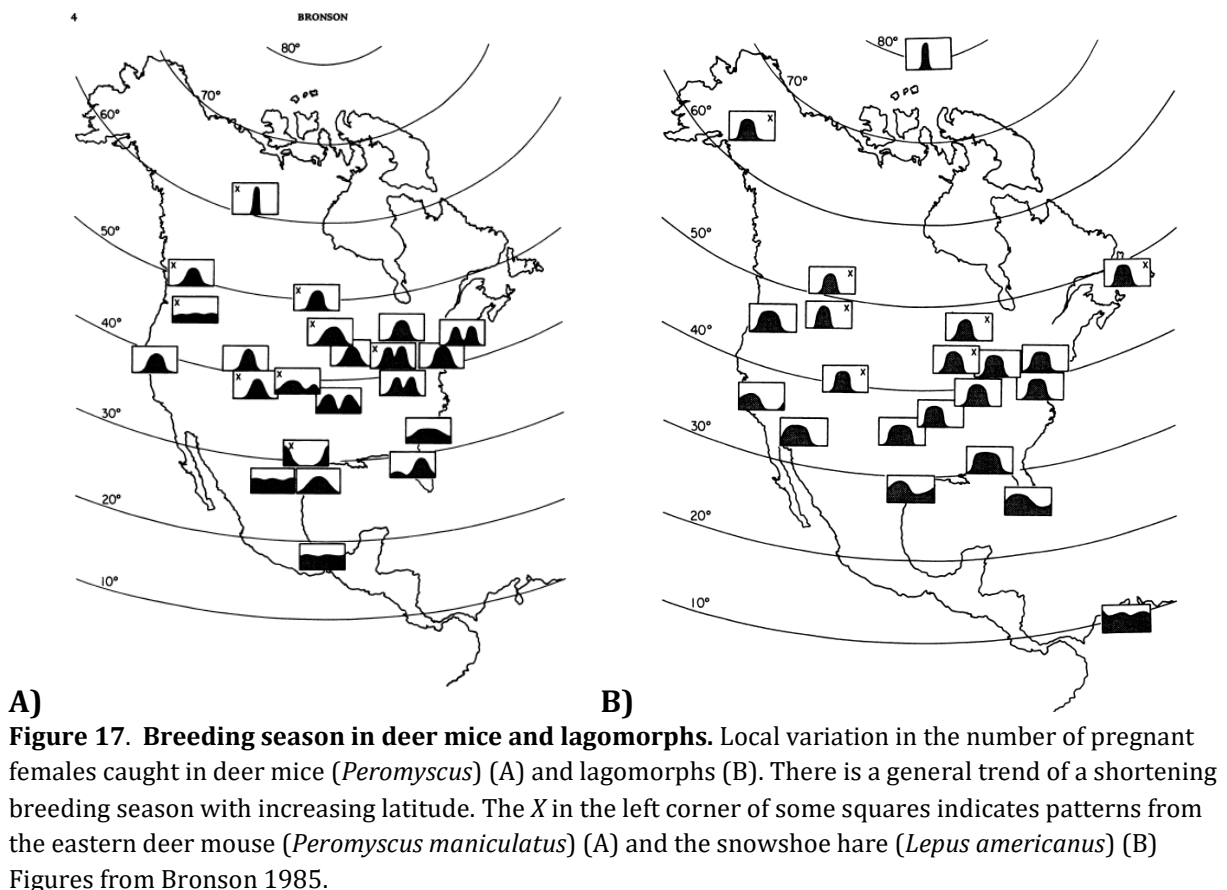 4
BRONSON
80°
70°
60°
50°
40°
30°
20°
10°
X
X
X
X
X
X
X
X
X
80°
70°
60°
50°
40°
30°
20°
10°
X
X
X
X
X
X
X
A)
B)
Figure 17. Breeding season in deer mice and lagomorphs. Local variation in the number of pregnant
females caught in deer mice (Peromyscus) (A) and lagomorphs (B). There is a general trend of a shortening
breeding season with increasing latitude. The X in the left corner of some squares indicates patterns from
the eastern deer mouse (Peromyscus maniculatus) (A) and the snowshoe hare (Lepus americanus) (B)
Figures from Bronson 1985.